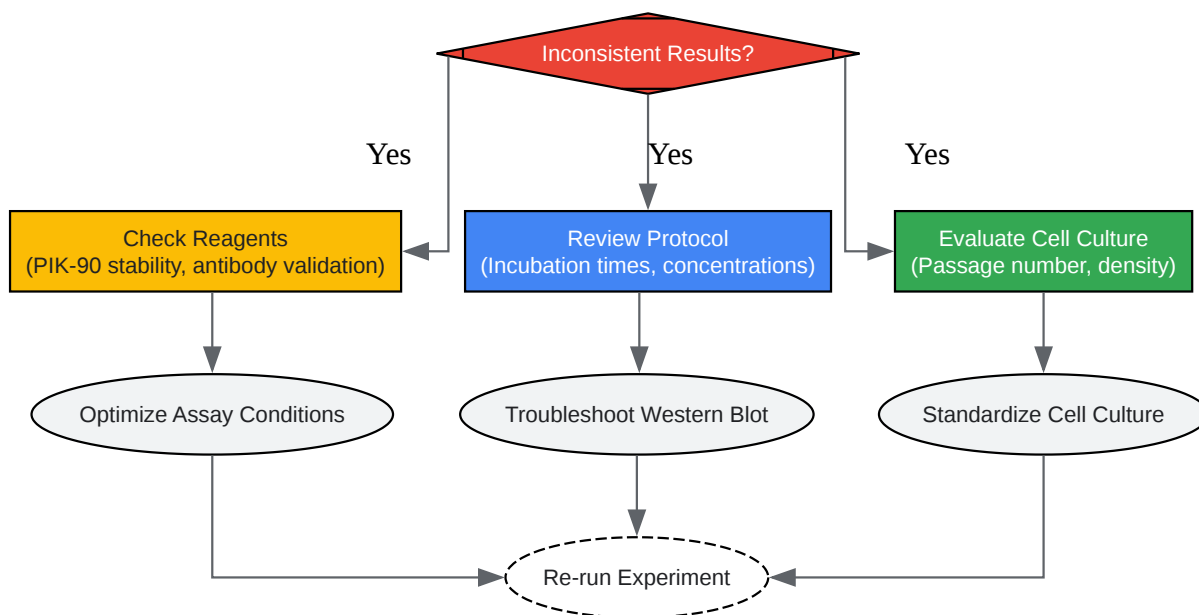 Inconsistent Results?
Yes
Yes
Yes
Check Reagents
(PIK-90 stability, antibody validation)
Review Protocol
(Incubation times, concentrations)
Evaluate Cell Culture
(Passage number, density)
Optimize Assay Conditions
Troubleshoot Western Blot
Standardize Cell Culture
Re-run Experiment